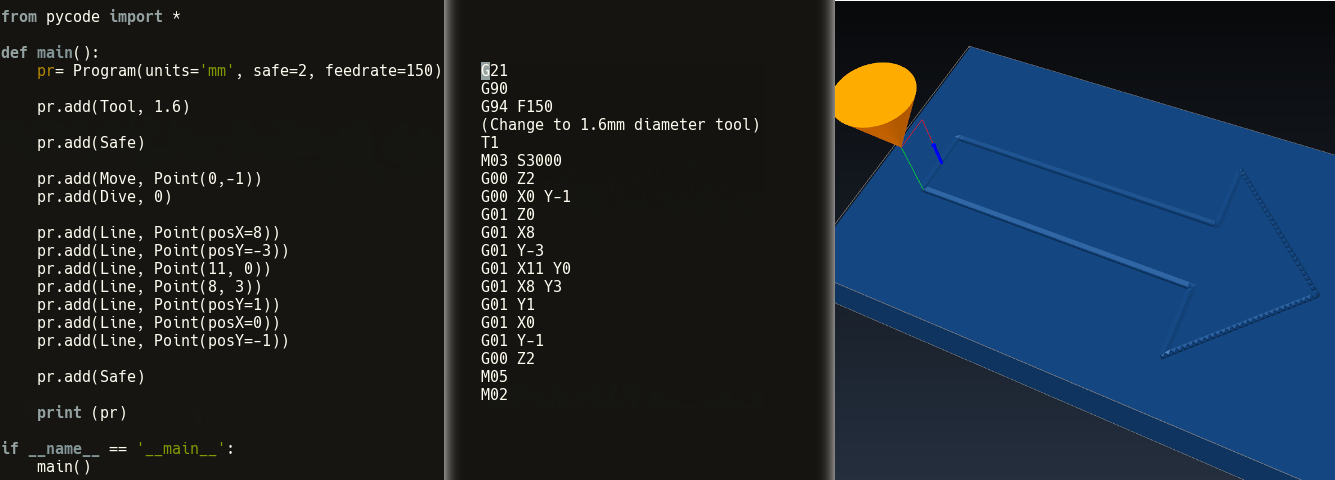 from pycode import *
def main():
    pr= Program(units='mm', safe=2, feedrate=150)
    pr.add(Tool, 1.6)
    pr.add(Safe)
    pr.add(Move, Point(0,-1))
    pr.add(Dive, 0)
    pr.add(Line, Point(posX=8))
    pr.add(Line, Point(posY=-3))
    pr.add(Line, Point(11, 0))
    pr.add(Line, Point(8, 3))
    pr.add(Line, Point(posY=1))
    pr.add(Line, Point(posX=0))
    pr.add(Line, Point(posY=-1))
    pr.add(Safe)
    print (pr)
if __name__ == '__main__':
    main()
G21
G90
G94 F150
(Change to 1.6mm diameter tool)
T1
M03 S3000
G00 Z2
G00 X0 Y-1
G01 Z0
G01 X8
G01 Y-3
G01 X11 Y0
G01 X8 Y3
G01 Y1
G01 X0
G01 Y-1
G00 Z2
M05
M02